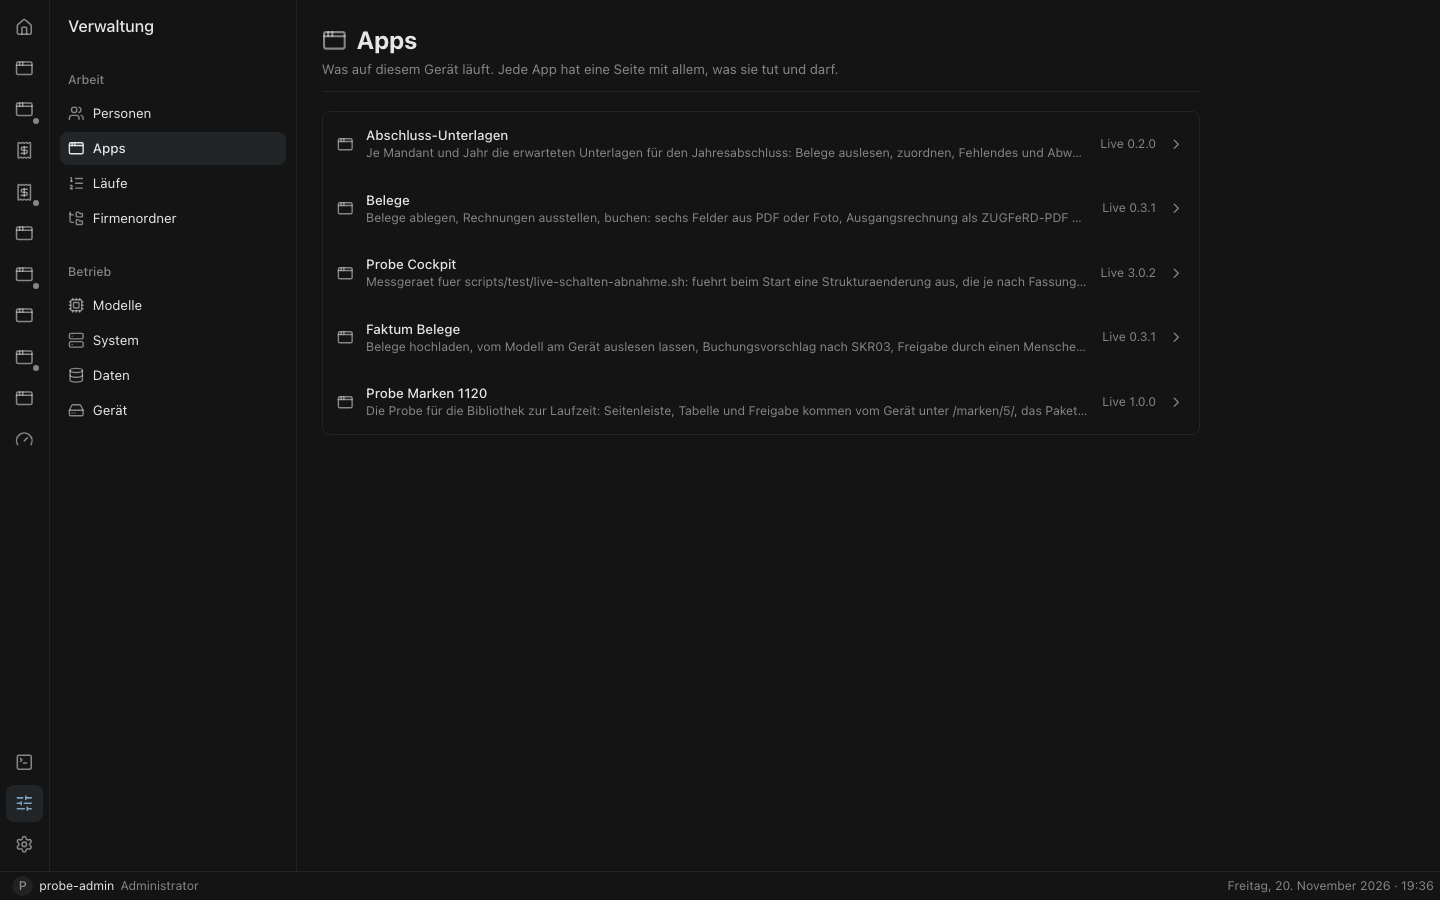 Verwaltung
Arbeit
Personen
Apps
Läufe
Firmenordner
Betrieb
Modelle
System
Daten
Gerät
Apps
Was auf diesem Gerät läuft. Jede App hat eine Seite mit allem, was sie tut und darf.
Abschluss-Unterlagen
Je Mandant und Jahr die erwarteten Unterlagen für den Jahresabschluss: Belege auslesen, zuordnen, Fehlendes und Abw...
Live 0.2.0
Belege
Belege ablegen, Rechnungen ausstellen, buchen: sechs Felder aus PDF oder Foto, Ausgangsrechnung als ZUGFeRD-PDF ...
Live 0.3.1
Probe Cockpit
Messgeraet fuer scripts/test/live-schalten-abnahme.sh: fuehrt beim Start eine Strukturaenderung aus, die je nach Fassung...
Live 3.0.2
Faktum Belege
Belege hochladen, vom Modell am Gerät auslesen lassen, Buchungsvorschlag nach SKR03, Freigabe durch einen Mensche...
Live 0.3.1
Probe Marken 1120
Die Probe für die Bibliothek zur Laufzeit: Seitenleiste, Tabelle und Freigabe kommen vom Gerät unter /marken/5/, das Paket...
Live 1.0.0
P probe-admin Administrator
Freitag, 20. November 2026 · 19:36